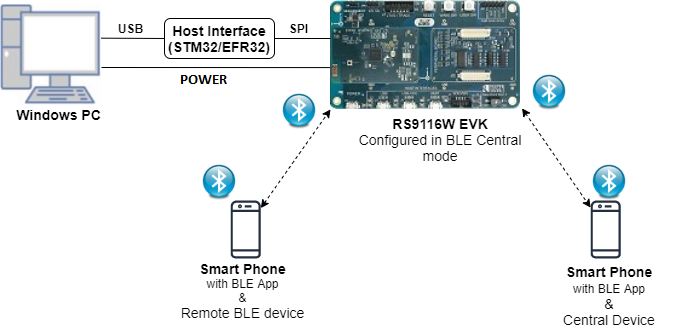 USB
Host Interface
(STM32/EFR32)
SPI
POWER
Windows PC
RS9116W EVK
Configured in BLE Central
mode
Smart Phone
with BLE App
&
Remote BLE device
Smart Phone
with BLE App
&
Central Device